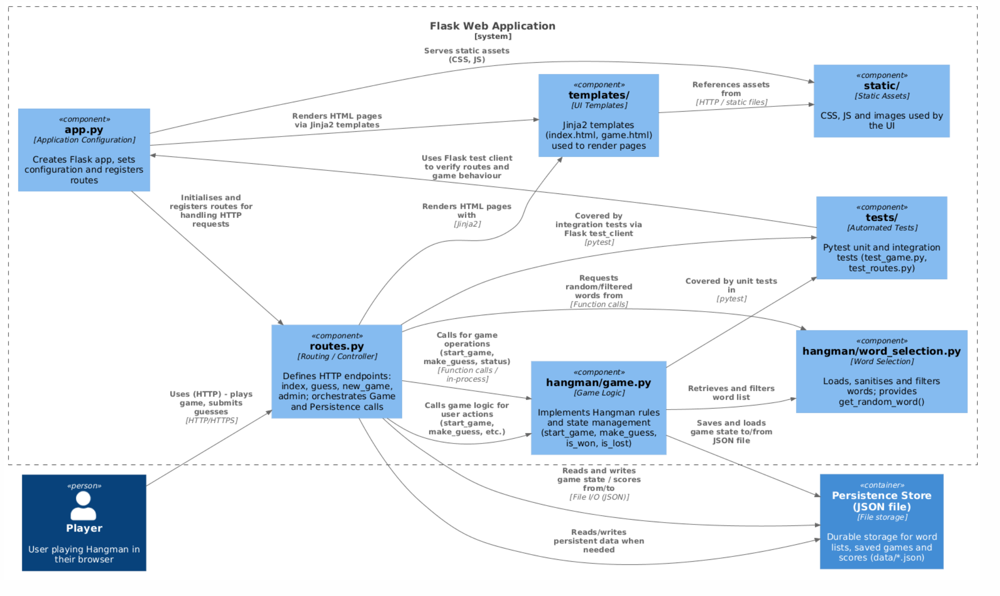 Flask Web Application
[system]
Serves static assets
(CSS, JS)
«component»
static/
[Static Assets]
CSS, JS and images used by
the UI
«component»
templates/
[UI Templates]
Jinja2 templates
(index.html, game.html)
used to render pages
References assets
from
[HTTP / static files]
Renders HTML pages
via Jinja2 templates
«component»
app.py
[Application Configuration]
Creates Flask app, sets
configuration and registers
routes
Uses Flask test client
to verify routes and
game behaviour
Initialises and
registers routes for
handling HTTP
requests
Renders HTML pages
with
[Jinja2]
Covered by
integration tests via
Flask test_client
[pytest]
«component»
tests/
[Automated Tests]
Pytest unit and integration
tests (test_game.py,
test_routes.py)
Requests
random/filtered
words from
[Function calls]
Covered by unit tests
in
[pytest]
«component»
routes.py
[Routing / Controller]
Defines HTTP endpoints:
index, guess, new_game,
admin; orchestrates Game
and Persistence calls
Calls for game
operations
(start_game,
make_guess, status)
[Function calls /
in-process]
«component»
hangman/word_selection.py
[Word Selection]
Loads, sanitises and filters
words; provides
get_random_word()
«component»
hangman/game.py
[Game Logic]
Implements Hangman rules
and state management
(start_game, make_guess,
is_won, is_lost)
Retrieves and filters
word list
Uses (HTTP) - plays
game, submits
guesses
[HTTP/HTTPS]
Calls game logic for
user actions
(start_game,
make_guess, etc.)
Saves and loads
game state to/from
JSON file
Reads and writes
game state / scores
from/to
[File I/O (JSON)]
«person»
Player
User playing Hangman in
their browser
«container»
Persistence Store
(JSON file)
[File storage]
Durable storage for word
lists, saved games and
scores (data/*.json)
Reads/writes
persistent data when
needed